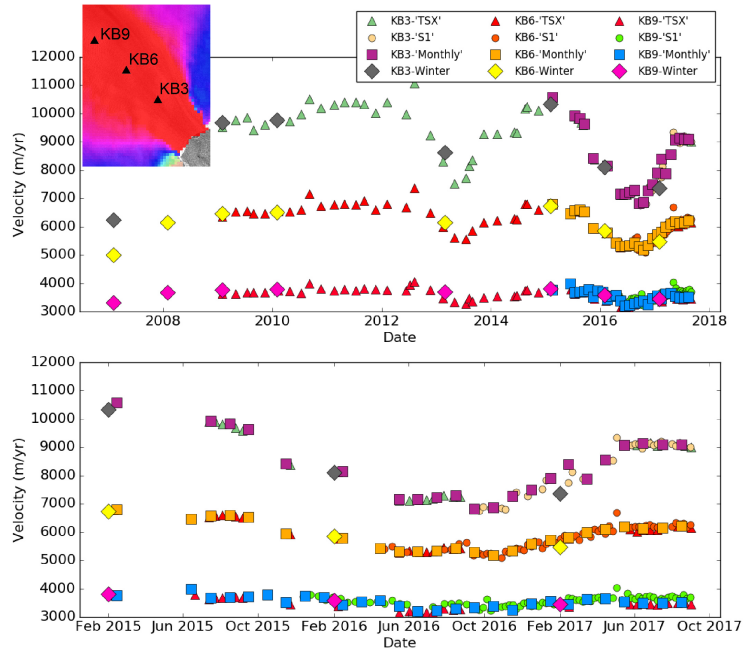 KB9
KB6
KB3
KB3-'TSX' KB6-'TSX' KB9-'TSX'
KB3-'S1' KB6-'S1' KB9-'S1'
KB3-'Monthly' KB6-'Monthly' KB9-'Monthly'
KB3-Winter KB6-Winter KB9-Winter
12000
11000
10000
9000
8000
7000
6000
5000
4000
3000
Velocity (m/yr)
2008 2010 2012 2014 2016 2018
Date
12000
11000
10000
9000
8000
7000
6000
5000
4000
3000
Velocity (m/yr)
Feb 2015 Jun 2015 Oct 2015 Feb 2016 Jun 2016 Oct 2016 Feb 2017 Jun 2017 Oct 2017
Date